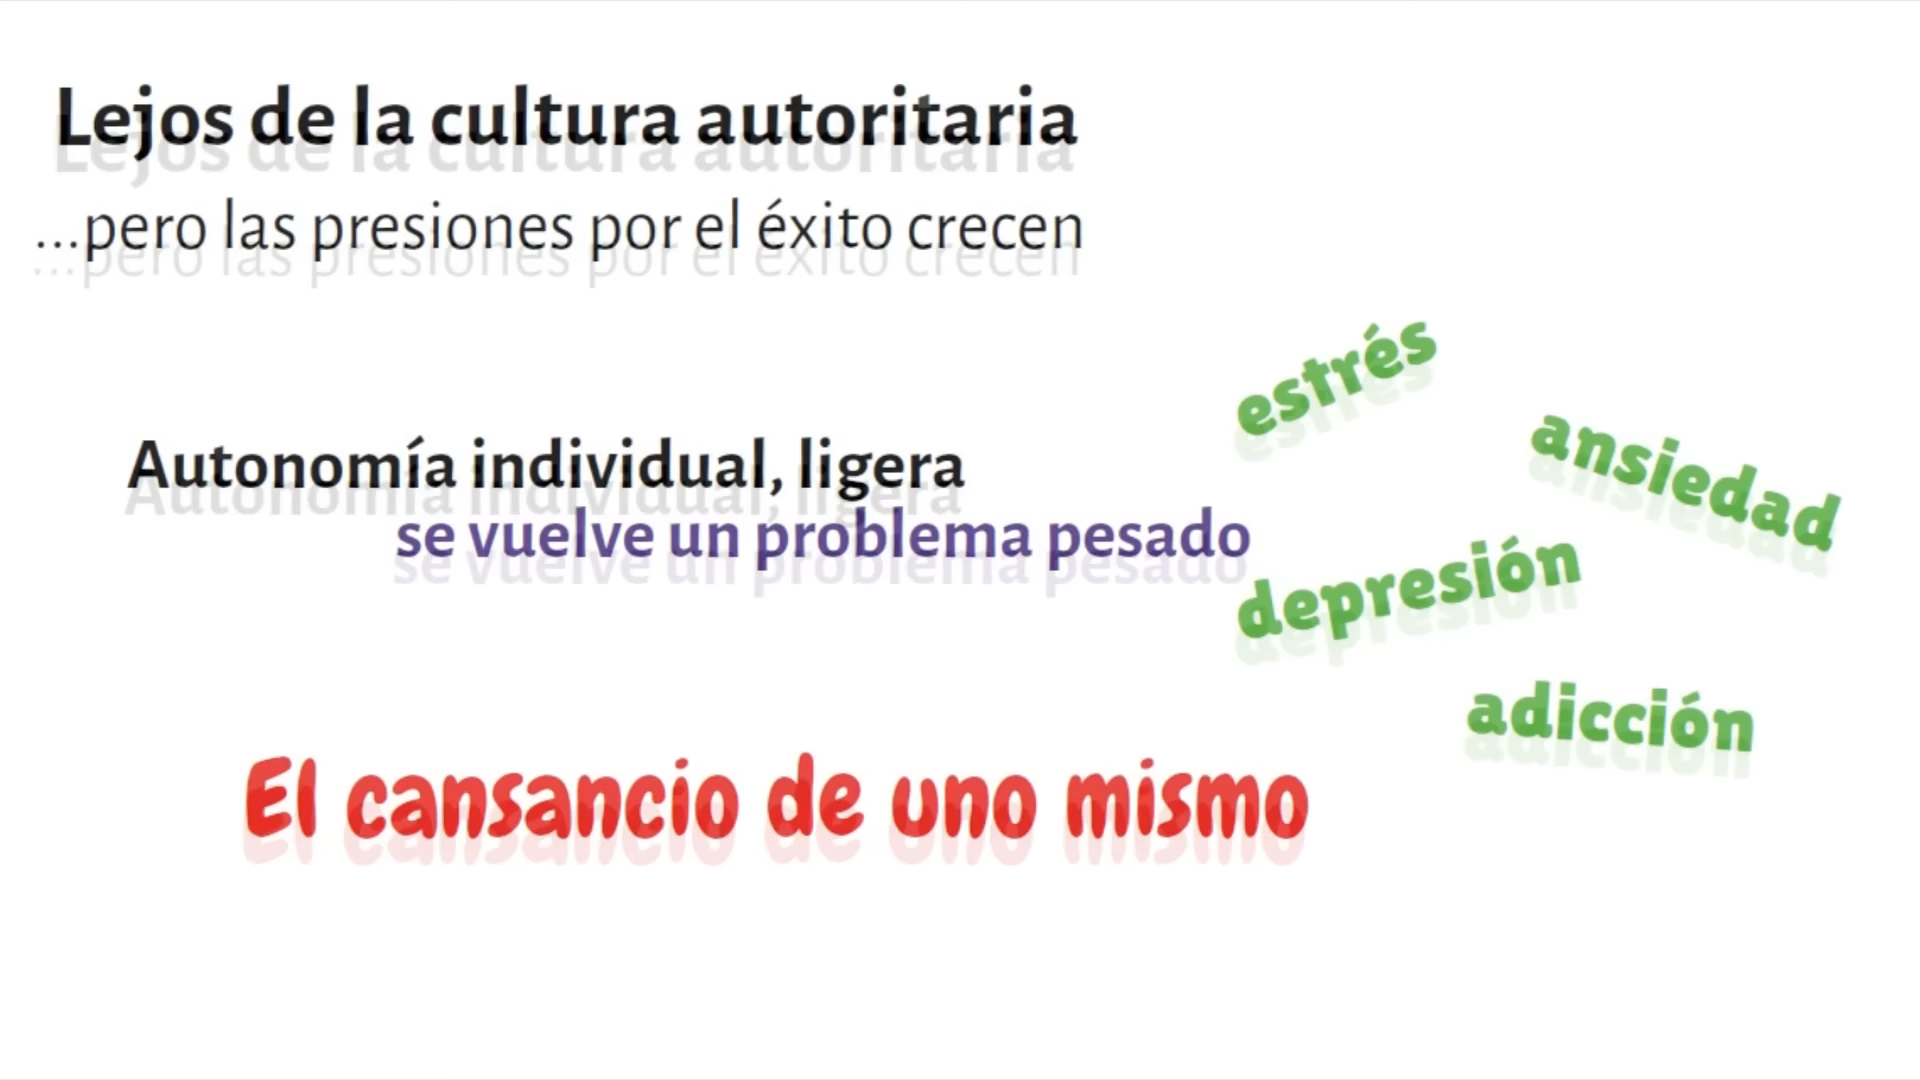 Lejos de la cultura autoritaria
...pero las presiones por el éxito crecen
Autonomía individual, ligera
se vuelve un problema pesado
estrés
ansiedad
depresión
adicción
El cansancio de uno mismo